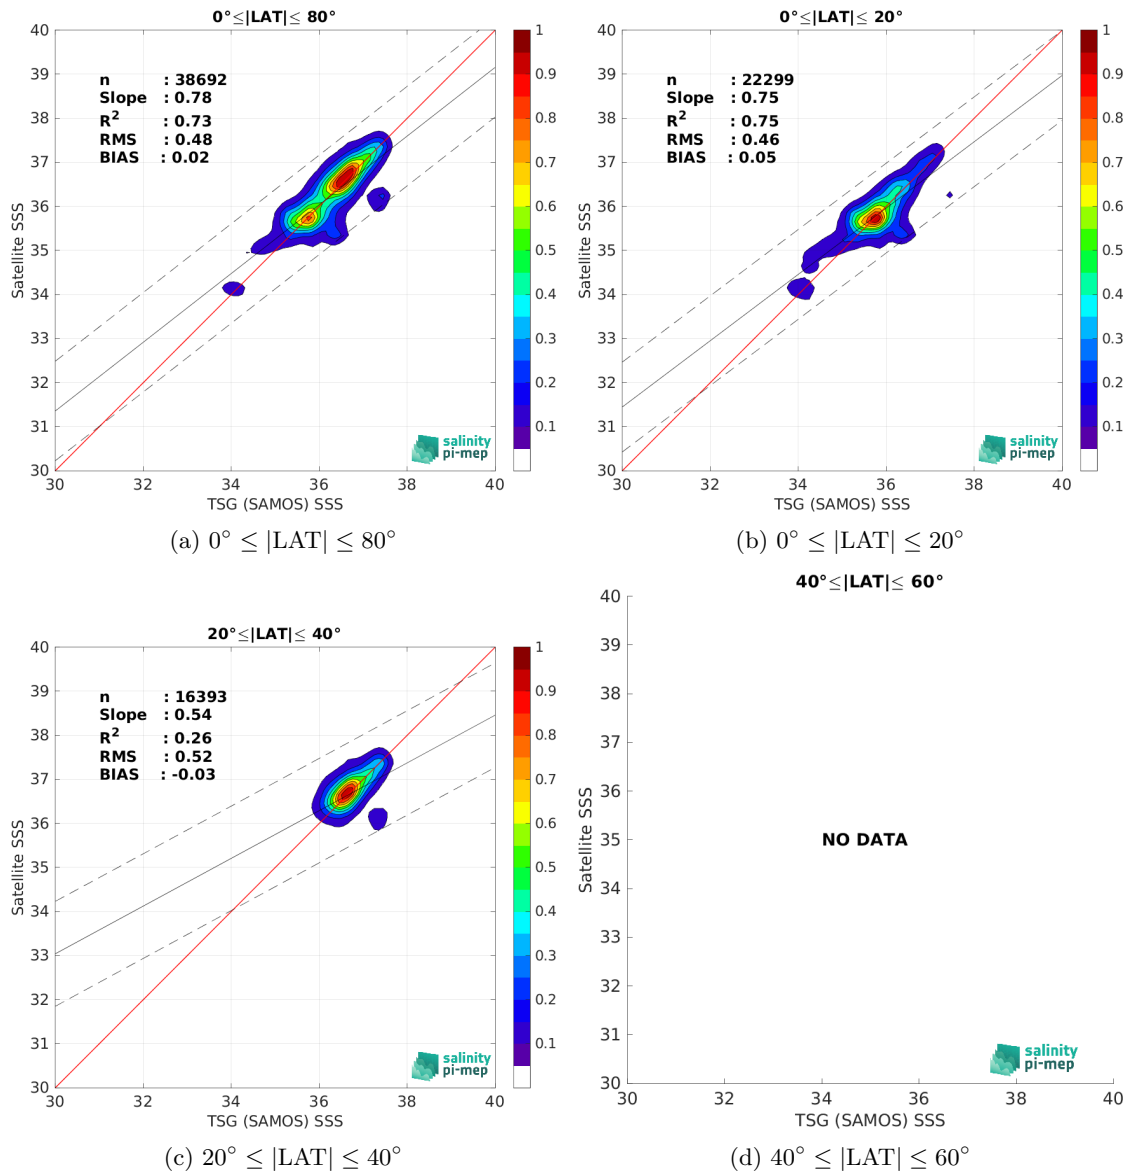 0°≤|LAT|≤ 80°
40
39
38
37
36
35
34
33
32
31
30
Satellite SSS
n : 38692
Slope : 0.78
R² : 0.73
RMS : 0.48
BIAS : 0.02
salinity
pi-mep
30 32 34 36 38 40
TSG (SAMOS) SSS
1
0.9
0.8
0.7
0.6
0.5
0.4
0.3
0.2
0.1
(a) 0° ≤ |LAT| ≤ 80°
0°≤|LAT|≤ 20°
40
39
38
37
36
35
34
33
32
31
30
Satellite SSS
n : 22299
Slope : 0.75
R² : 0.75
RMS : 0.46
BIAS : 0.05
salinity
pi-mep
30 32 34 36 38 40
TSG (SAMOS) SSS
1
0.9
0.8
0.7
0.6
0.5
0.4
0.3
0.2
0.1
(b) 0° ≤ |LAT| ≤ 20°
20°≤|LAT|≤ 40°
40
39
38
37
36
35
34
33
32
31
30
Satellite SSS
n : 16393
Slope : 0.54
R² : 0.26
RMS : 0.52
BIAS : -0.03
salinity
pi-mep
30 32 34 36 38 40
TSG (SAMOS) SSS
1
0.9
0.8
0.7
0.6
0.5
0.4
0.3
0.2
0.1
(c) 20° ≤ |LAT| ≤ 40°
40°≤|LAT|≤ 60°
40
39
38
37
36
35
34
33
32
31
30
Satellite SSS
NO DATA
salinity
pi-mep
30 32 34 36 38 40
TSG (SAMOS) SSS
(d) 40° ≤ |LAT| ≤ 60°